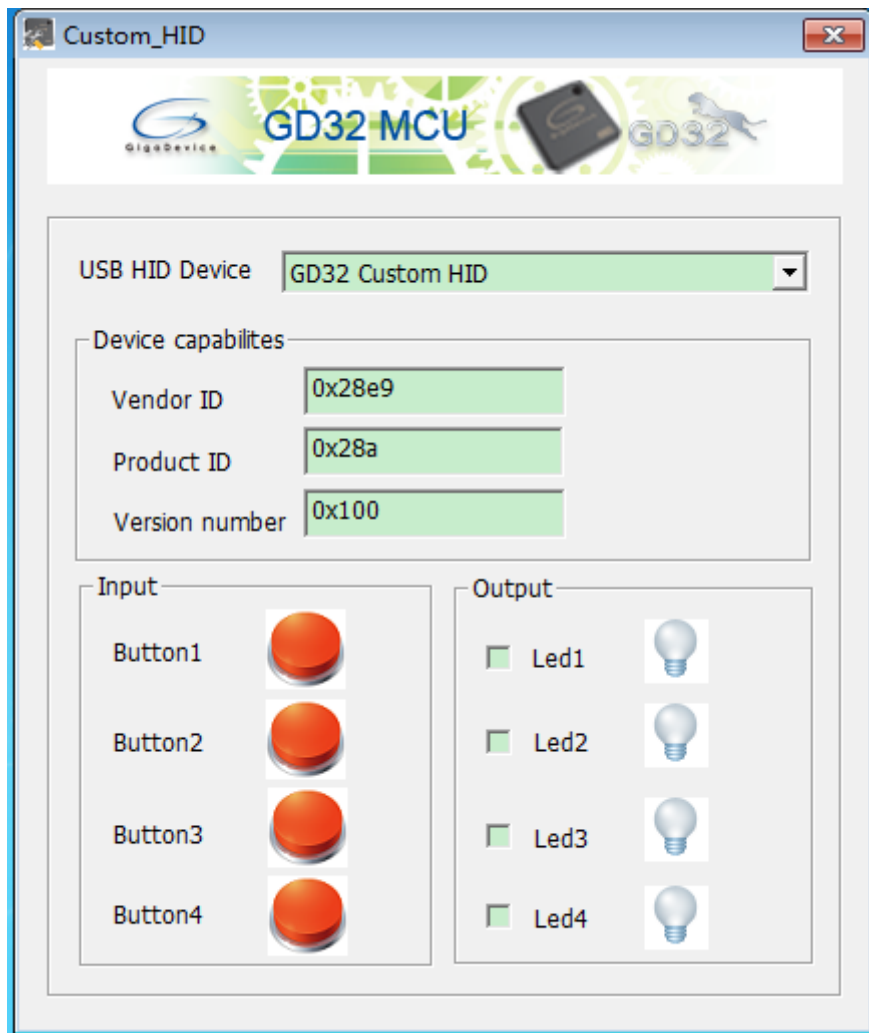 Custom_HID
GigaDevice
GD32 MCU
GD32
USB HID Device
GD32 Custom HID
Device capabilites
Vendor ID
0x28e9
Product ID
0x28a
Version number
0x100
Input
Button1
Button2
Button3
Button4
Output
Led1
Led2
Led3
Led4